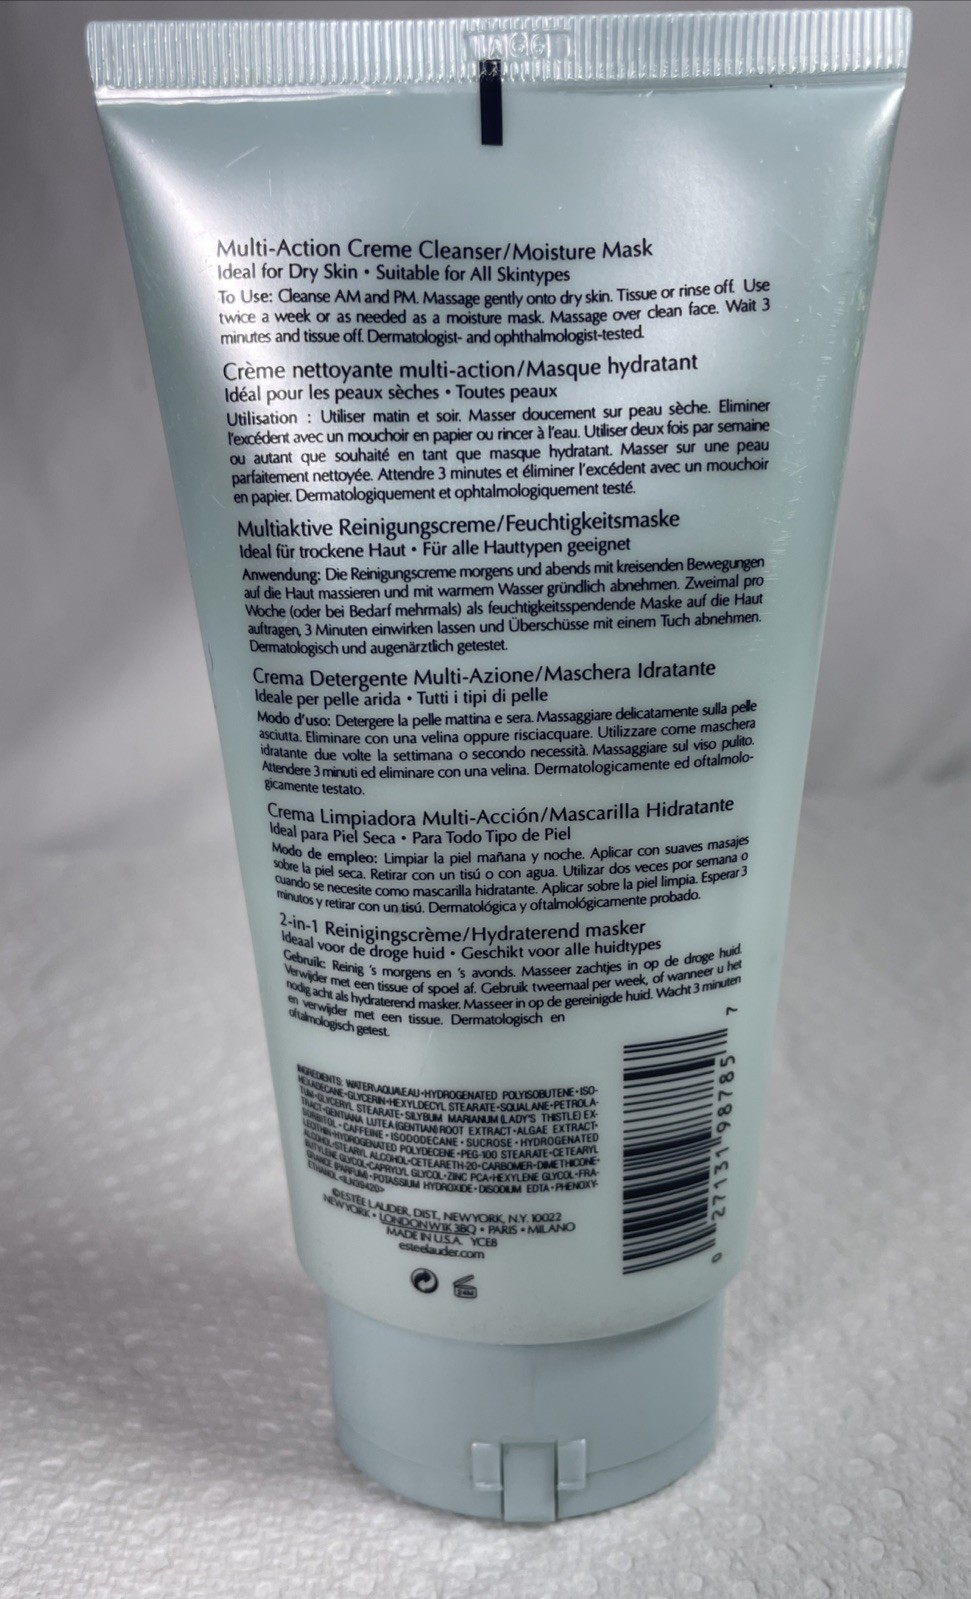 Multi-Action Creme Cleanser/Moisture Mask
Ideal for Dry Skin • Suitable for All Skintypes
To Use: Cleanse AM and PM. Massage gently onto dry skin. Tissue or rinse off. Use
twice a week or as needed as a moisture mask. Massage over clean face. Wait 3
minutes and tissue off. Dermatologist- and ophthalmologist-tested.
Crème nettoyante multi-action/Masque hydratant
Idéal pour les peaux sèches • Toutes peaux
Utilisation : Utiliser matin et soir. Masser doucement sur peau sèche. Eliminer
l'excédent avec un mouchoir en papier ou rincer à l'eau. Utiliser deux fois par semaine
ou autant que souhaité en tant que masque hydratant. Masser sur une peau
parfaitement nettoyée. Attendre 3 minutes et éliminer l'excédent avec un mouchoir
en papier. Dermatologiquement et ophtalmologiquement testé.
Multiaktive Reinigungscreme/Feuchtigkeitsmaske
Ideal für trockene Haut • Für alle Hauttypen geeignet
Anwendung: Die Reinigungscreme morgens und abends mit kreisenden Bewegungen
auf die Haut massieren und mit warmem Wasser gründlich abnehmen. Zweimal pro
Woche (oder bei Bedarf mehrmals) als feuchtigkeitsspendende Maske auf die Haut
auftragen, 3 Minuten einwirken lassen und Überschüsse mit einem Tuch abnehmen.
Dermatologisch und augenärztlich getestet.
Crema Detergente Multi-Azione/Maschera Idratante
Ideale per pelle arida • Tutti i tipi di pelle
Modo d'uso: Detergere la pelle mattina e sera. Massaggiare delicatamente sulla pelle
asciutta. Eliminare con una velina oppure risciacquare. Utilizzare come maschera
idratante due volte la settimana o secondo necessità. Massaggiare sul viso pulito.
Attendere 3 minuti ed eliminare con una velina. Dermatologicamente ed oftalmolo-
gicamente testato.
Crema Limpiadora Multi-Acción/Mascarilla Hidratante
Ideal para Piel Seca • Para Todo Tipo de Piel
Modo de empleo: Limpiar la piel mañana y noche. Aplicar con suaves masajes
sobre la piel seca. Retirar con un tisú o con agua. Utilizar dos veces por semana o
cuando se necesite como mascarilla hidratante. Aplicar sobre la piel limpia. Esperar 3
minutos y retirar con un tisú. Dermatológica y oftalmológicamente probado.
2-in-1 Reinigingscrème/Hydraterend masker
Ideaal voor de droge huid • Geschikt voor alle huidtypes
Gebruik: Reinig 's morgens en 's avonds. Masseer zachtjes in op de droge huid.
Verwijder met een tissue of spoel af. Gebruik tweemaal per week, of wanneer u het
nodig acht als hydraterend masker. Masseer in op de gereinigde huid. Wacht 3 minuten
en verwijder met een tissue. Dermatologisch en
oftalmologisch getest.
INGREDIENTS: WATER\AQUA\EAU•HYDROGENATED POLYISOBUTENE•ISO-
HEXADECANE•GLYCERIN•HEXYLDECYL STEARATE•SQUALANE•PETROLA-
TUM•GLYCERYL STEARATE•SILYBUM MARIANUM (LADY'S THISTLE) EX-
TRACT•GENTIANA LUTEA (GENTIAN) ROOT EXTRACT•ALGAE EXTRACT•
SORBITOL•CAFFEINE•ISODODECANE•SUCROSE•HYDROGENATED
LECITHIN•HYDROGENATED POLYDECENE•PEG-100 STEARATE•CETEARYL
ALCOHOL•STEARYL ALCOHOL•CETEARETH-20•CARBOMER•DIMETHICONE•
BUTYLENE GLYCOL•CAPRYLYL GLYCOL•ZINC PCA•HEXYLENE GLYCOL•FRA-
GRANCE (PARFUM)•POTASSIUM HYDROXIDE•DISODIUM EDTA•PHENOXY-
ETHANOL <ILN39420>
©ESTÉE LAUDER, DIST., NEW YORK, N.Y. 10022
NEW YORK • LONDON W1K 3BQ • PARIS • MILANO
MADE IN U.S.A. YCE8
esteelauder.com
24M
0 27131 98785 7